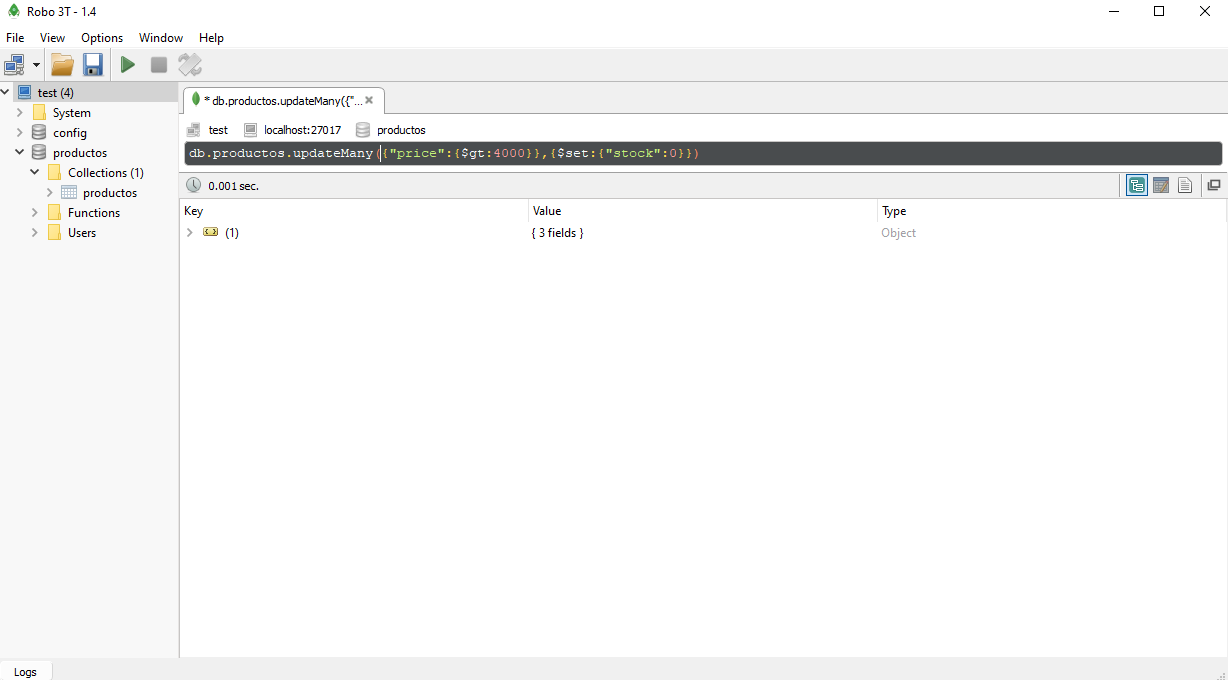 Robo 3T - 1.4
File View Options Window Help
test (4)
System
config
productos
Collections (1)
productos
Functions
Users
* db.productos.updateMany({"...
test localhost:27017 productos
db.productos.updateMany({"price":{$gt:4000}},{$set:{"stock":0}})
0.001 sec.
Key Value Type
(1) { 3 fields } Object
Logs